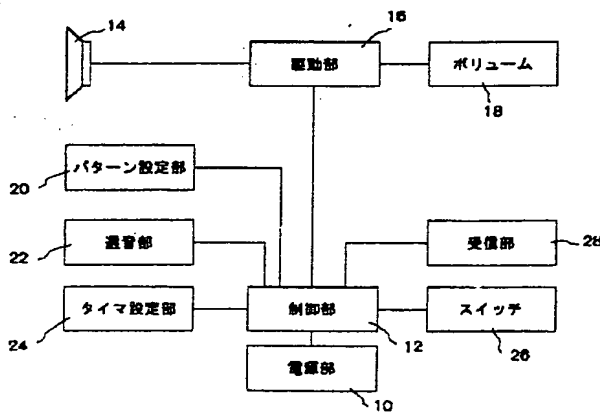 14
16
駆動部
ボリューム
18
パターン設定部
20
選音部
22
受信部
28
タイマ設定部
24
制御部
12
スイッチ
26
電源部
10